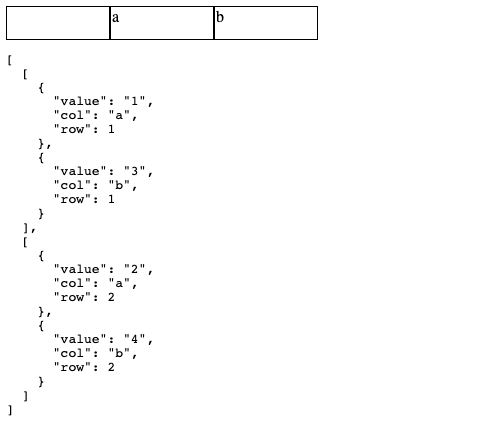 a b
[
  [
    {
      "value": "1",
      "col": "a",
      "row": 1
    },
    {
      "value": "3",
      "col": "b",
      "row": 1
    }
  ],
  [
    {
      "value": "2",
      "col": "a",
      "row": 2
    },
    {
      "value": "4",
      "col": "b",
      "row": 2
    }
  ]
]